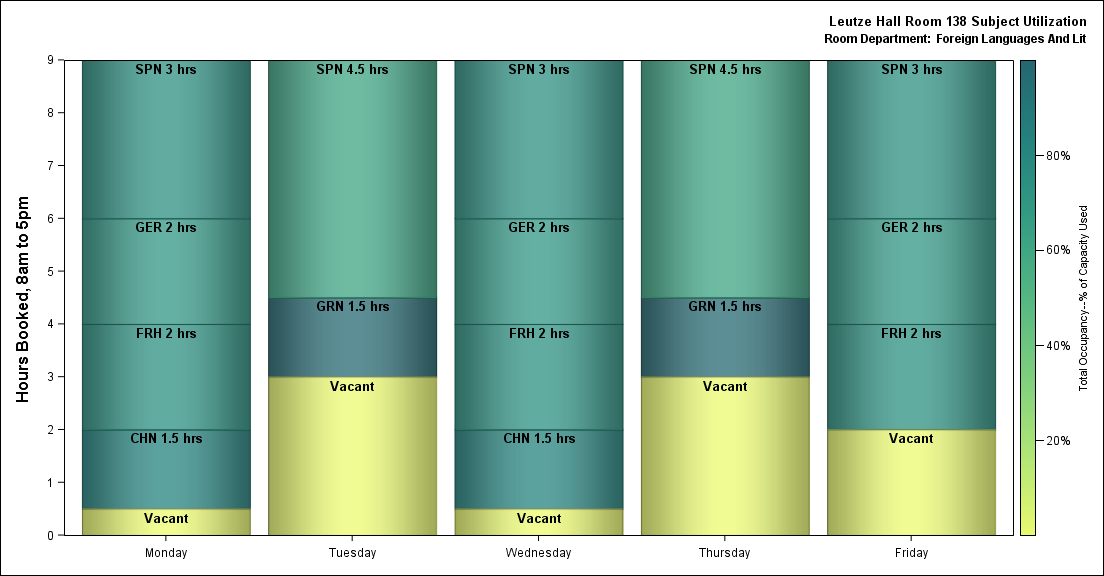 Leutze Hall Room 138 Subject Utilization
Room Department: Foreign Languages And Lit
Hours Booked, 8am to 5pm
9
8
7
6
5
4
3
2
1
0
SPN 3 hrs
GER 2 hrs
FRH 2 hrs
CHN 1.5 hrs
Vacant
Monday
SPN 4.5 hrs
GRN 1.5 hrs
Vacant
Tuesday
SPN 3 hrs
GER 2 hrs
FRH 2 hrs
CHN 1.5 hrs
Vacant
Wednesday
SPN 4.5 hrs
GRN 1.5 hrs
Vacant
Thursday
SPN 3 hrs
GER 2 hrs
FRH 2 hrs
Vacant
Friday
80%
60%
40%
20%
Total Occupancy--% of Capacity Used